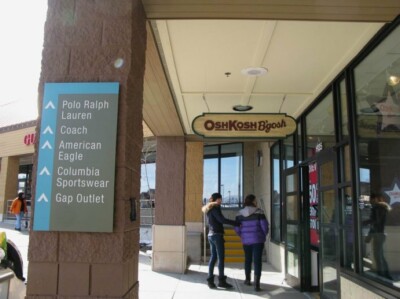 Polo Ralph
Lauren
Coach
American
Eagle
Columbia
Sportswear
Gap Outlet
OSHKOSH B'gosh